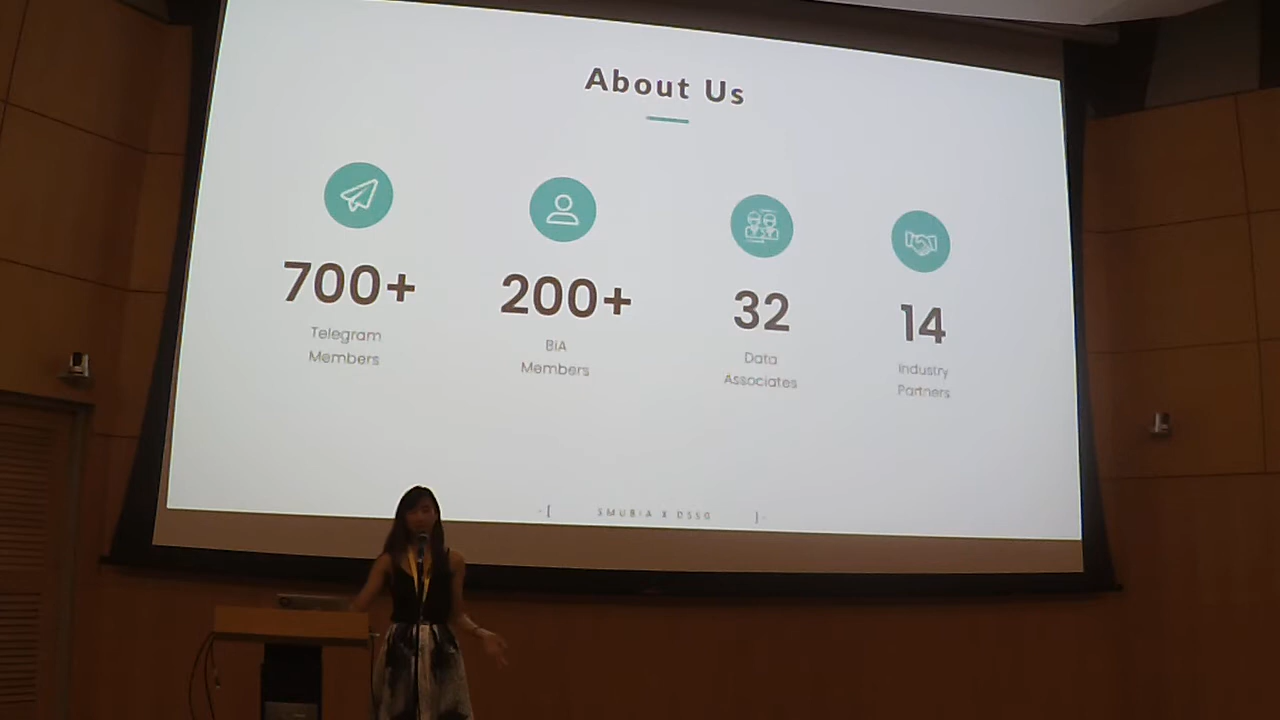 About Us
700+
Telegram
Members
200+
BIA
Members
32
Data
Associates
14
Industry
Partners
-[ SMUBIA X DSSG ]-